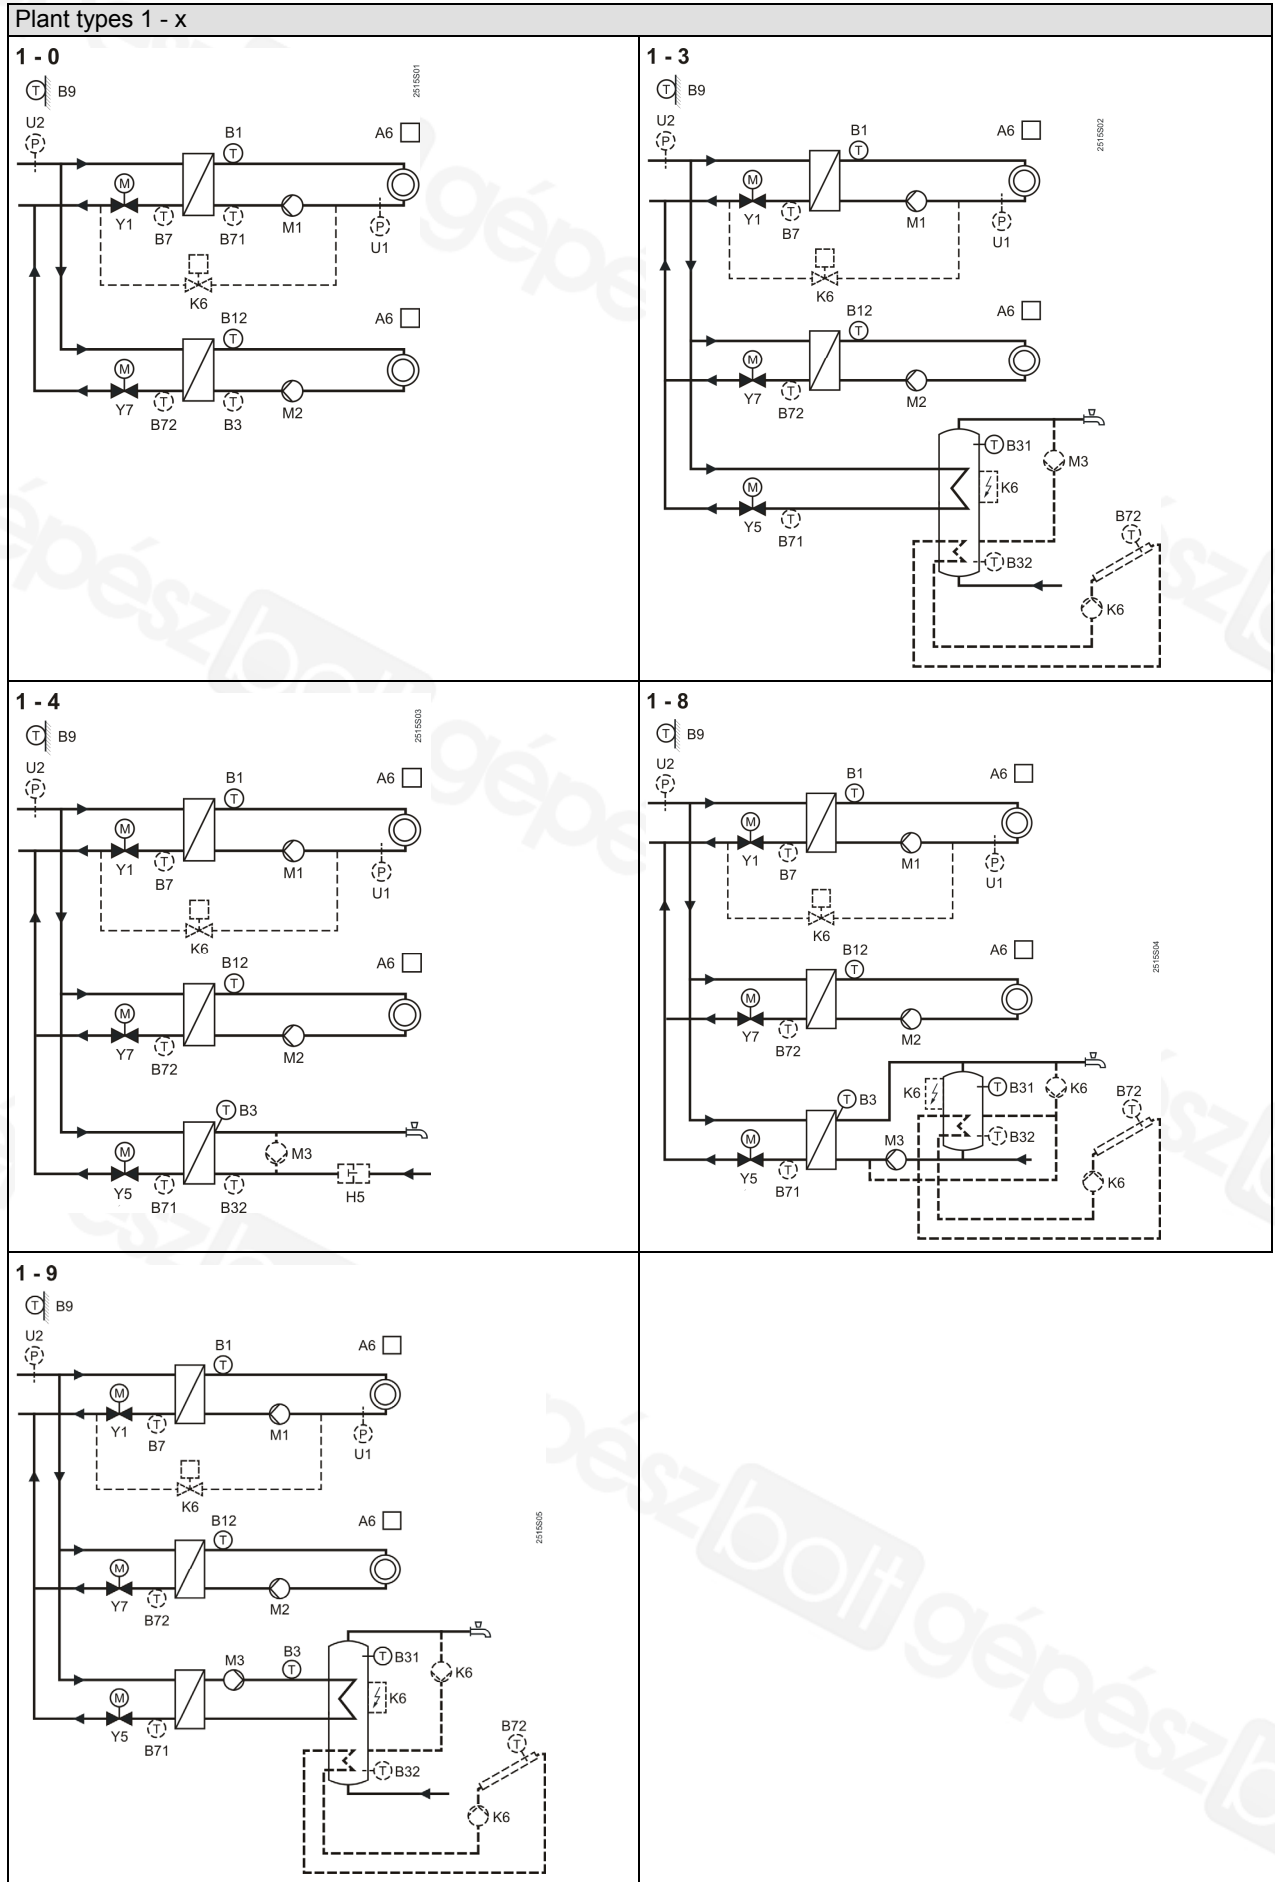 Plant types 1 - x
1 - 0
2515S01
T B9
U2
P
B1
T
A6
M
Y1
T
B7
T
B71
M1
P
U1
K6
B12
T
A6
M
Y7
T
B72
T
B3
M2
1 - 3
2515S02
T B9
U2
P
B1
T
A6
M
Y1
T
B7
M1
P
U1
K6
B12
T
A6
M
Y7
T
B72
M2
T B31
M3
K6
M
Y5
T
B71
B72
T
T B32
K6
1 - 4
2515S03
T B9
U2
P
B1
T
A6
M
Y1
T
B7
M1
P
U1
K6
B12
T
A6
M
Y7
T
B72
M2
T B3
M3
M
Y5
T
B71
T
B32
H5
1 - 8
2515S04
T B9
U2
P
B1
T
A6
M
Y1
T
B7
M1
P
U1
K6
B12
T
A6
M
Y7
T
B72
M2
T B3
K6
T B31
K6
B72
T
T B32
M
Y5
T
B71
M3
K6
1 - 9
2515S05
T B9
U2
P
B1
T
A6
M
Y1
T
B7
M1
P
U1
K6
B12
T
A6
M
Y7
T
B72
M2
M3
B3
T
T B31
K6
K6
M
Y5
T
B71
B72
T
T B32
K6
gépész
gépészbolt
gépész
gépészbolt
gépész